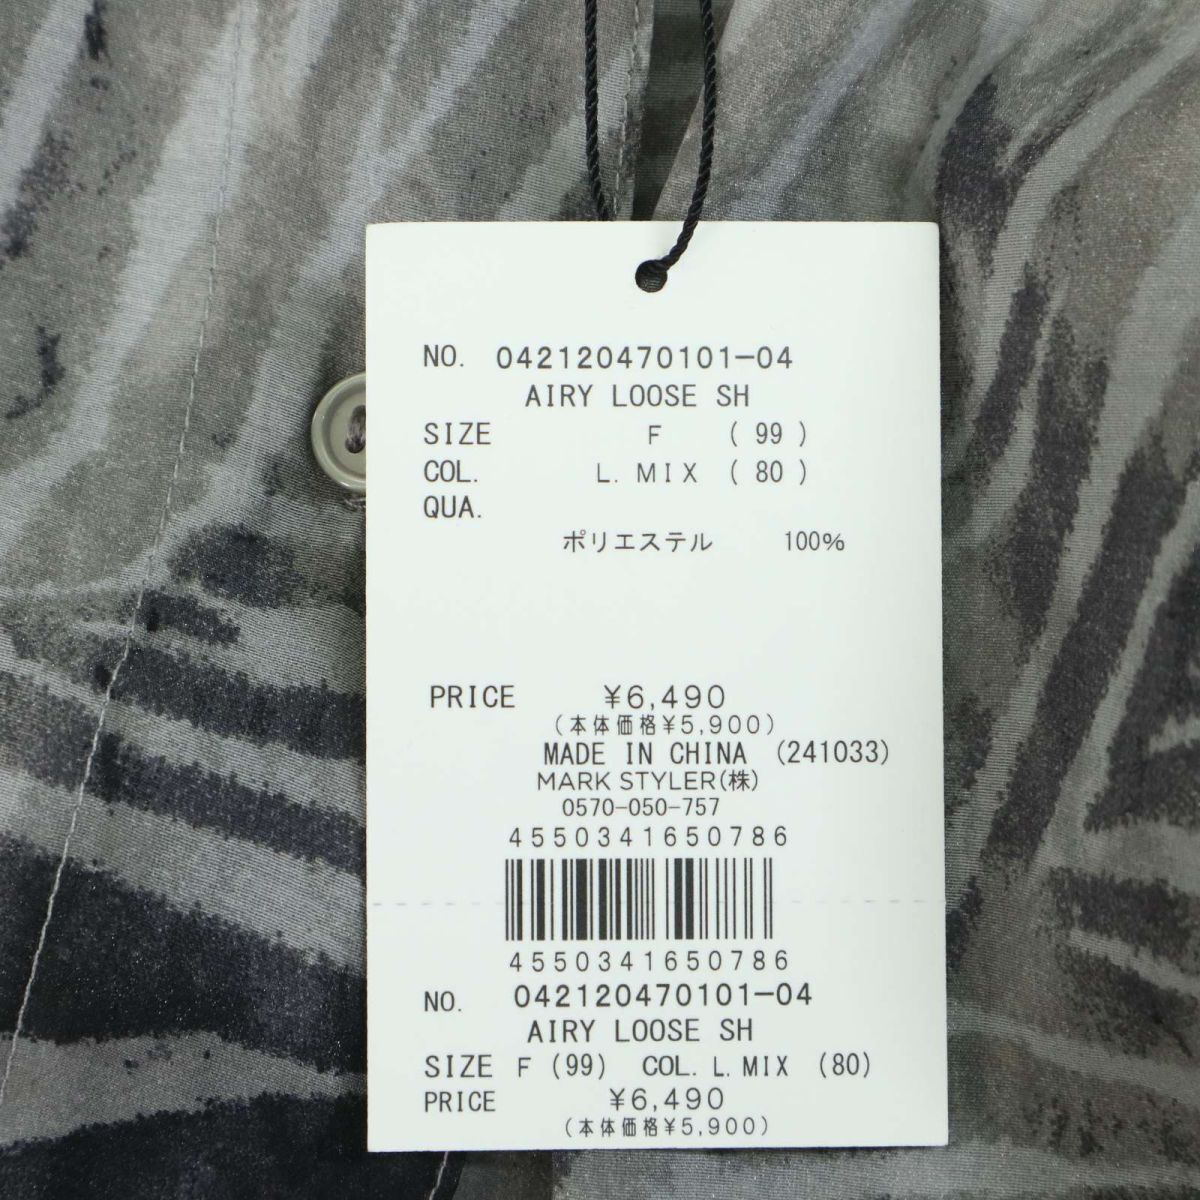 NO. 042120470101-04
AIRY LOOSE SH
SIZE F (99)
COL. L. MIX (80)
QUA.
ポリエステル 100%
PRICE ¥6,490
(本体価格¥5,900)
MADE IN CHINA (241033)
MARK STYLER(株)
0570-050-757
4550341650786
4550341650786
NO. 042120470101-04
AIRY LOOSE SH
SIZE F (99) COL. L. MIX (80)
PRICE ¥6,490
(本体価格¥5,900)